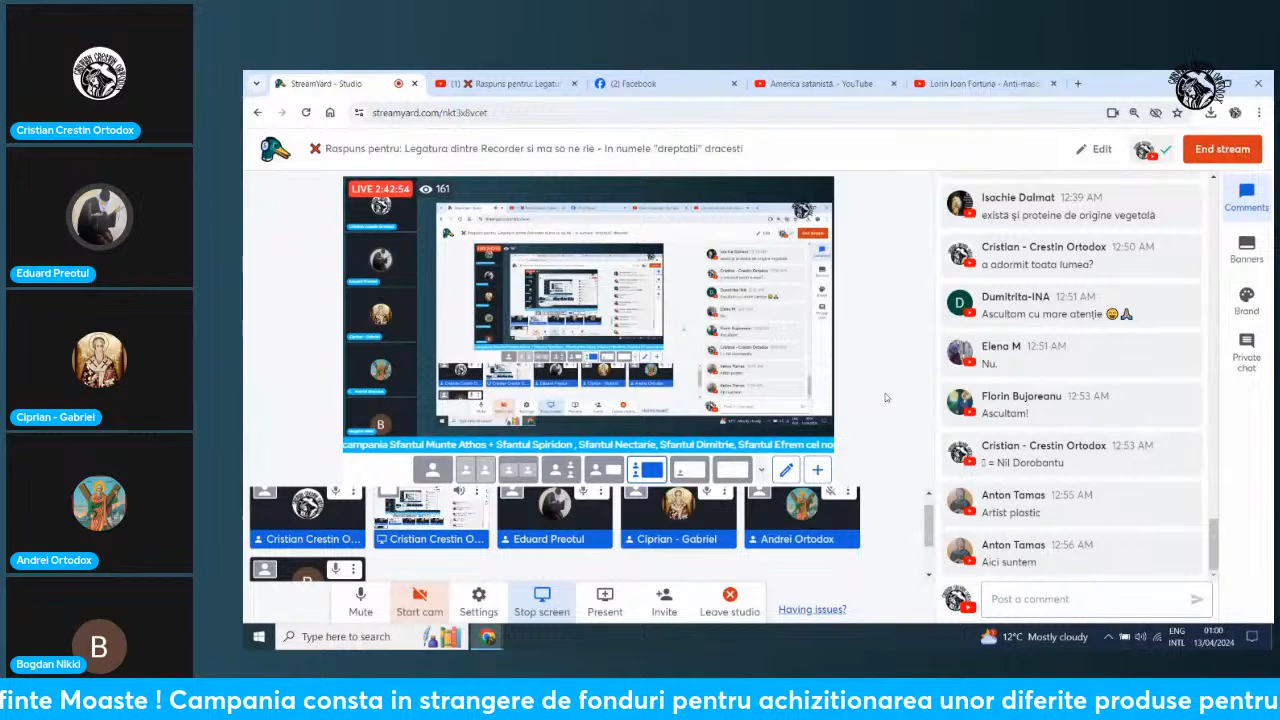 CRISTIAN CRESTIN ORTODOX
Cristian Crestin Ortodox
Eduard Preotul
Ciprian - Gabriel
Andrei Ortodox
B
Bogdan Nikki
StreamYard - Studio
(1) ❌ Raspuns pentru: Legatu
(2) Facebook
America satanistă. - YouTube
Lorin Ioan Fortuna - Anti-masc
streamyard.com/nkt3x8vcet
❌ Raspuns pentru: Legatura dintre Recorder si ma so ne rie - In numele "dreptatii" dracesti
Edit
End stream
LIVE 2:42:54
161
campania Sfantul Munte Athos + Sfantul Spiridon , Sfantul Nectarie, Sfantul Dimitrie, Sfantul Efrem cel no
Cristian Crestin O...
Cristian Crestin O...
Eduard Preotul
Ciprian - Gabriel
Andrei Ortodox
Mute
Start cam
Settings
Stop screen
Present
Invite
Leave studio
Having issues?
Isachie Dalmat 12:39 AM
există și proteine de origine vegetală
Cristian - Crestin Ortodox 12:50 AM
a adormit toata lumea?
D
Dumitrita-INA 12:51 AM
Ascultam cu mare atenție 😄🙏
Elena M 12:51 AM
Nu.
Florin Bujoreanu 12:53 AM
Ascultam!
Cristian - Crestin Ortodox 12:53 AM
▯ = Nil Dorobantu
Anton Tamas 12:55 AM
Artist plastic
Anton Tamas 12:56 AM
Aici suntem
Post a comment
Comments
Banners
Brand
Private
chat
Type here to search
12°C Mostly cloudy
ENG
INTL
01:00
13/04/2024
finte Moaste ! Campania consta in strangere de fonduri pentru achizitionarea unor diferite produse pentru